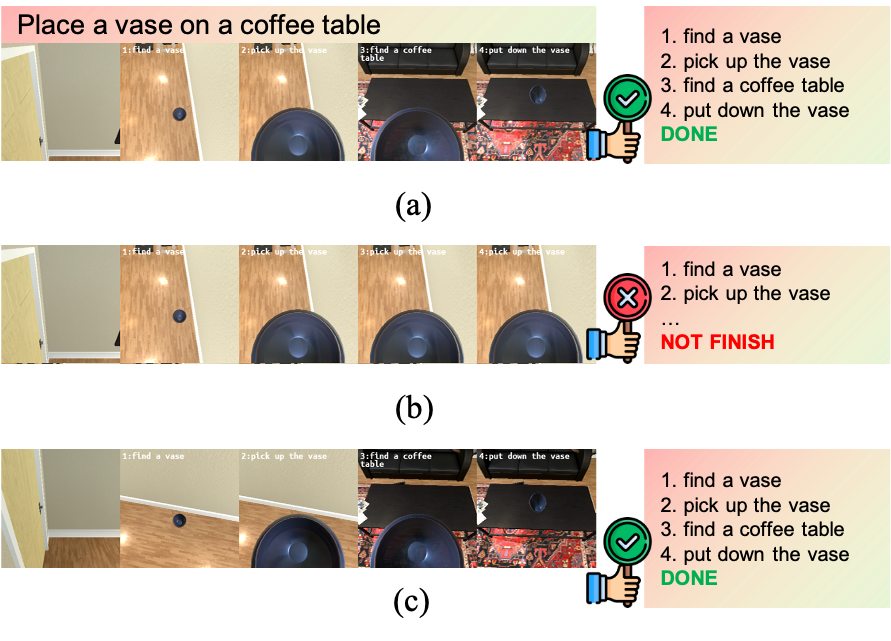 Place a vase on a coffee table
1:find a vase
2:pick up the vase
3:find a coffee
table
4:put down the vase
1. find a vase
2. pick up the vase
3. find a coffee table
4. put down the vase
DONE
(a)
1:find a vase
2:pick up the vase
3:pick up the vase
4:pick up the vase
1. find a vase
2. pick up the vase
...
NOT FINISH
(b)
1:find a vase
2:pick up the vase
3:find a coffee
table
4:put down the vase
1. find a vase
2. pick up the vase
3. find a coffee table
4. put down the vase
DONE
(c)